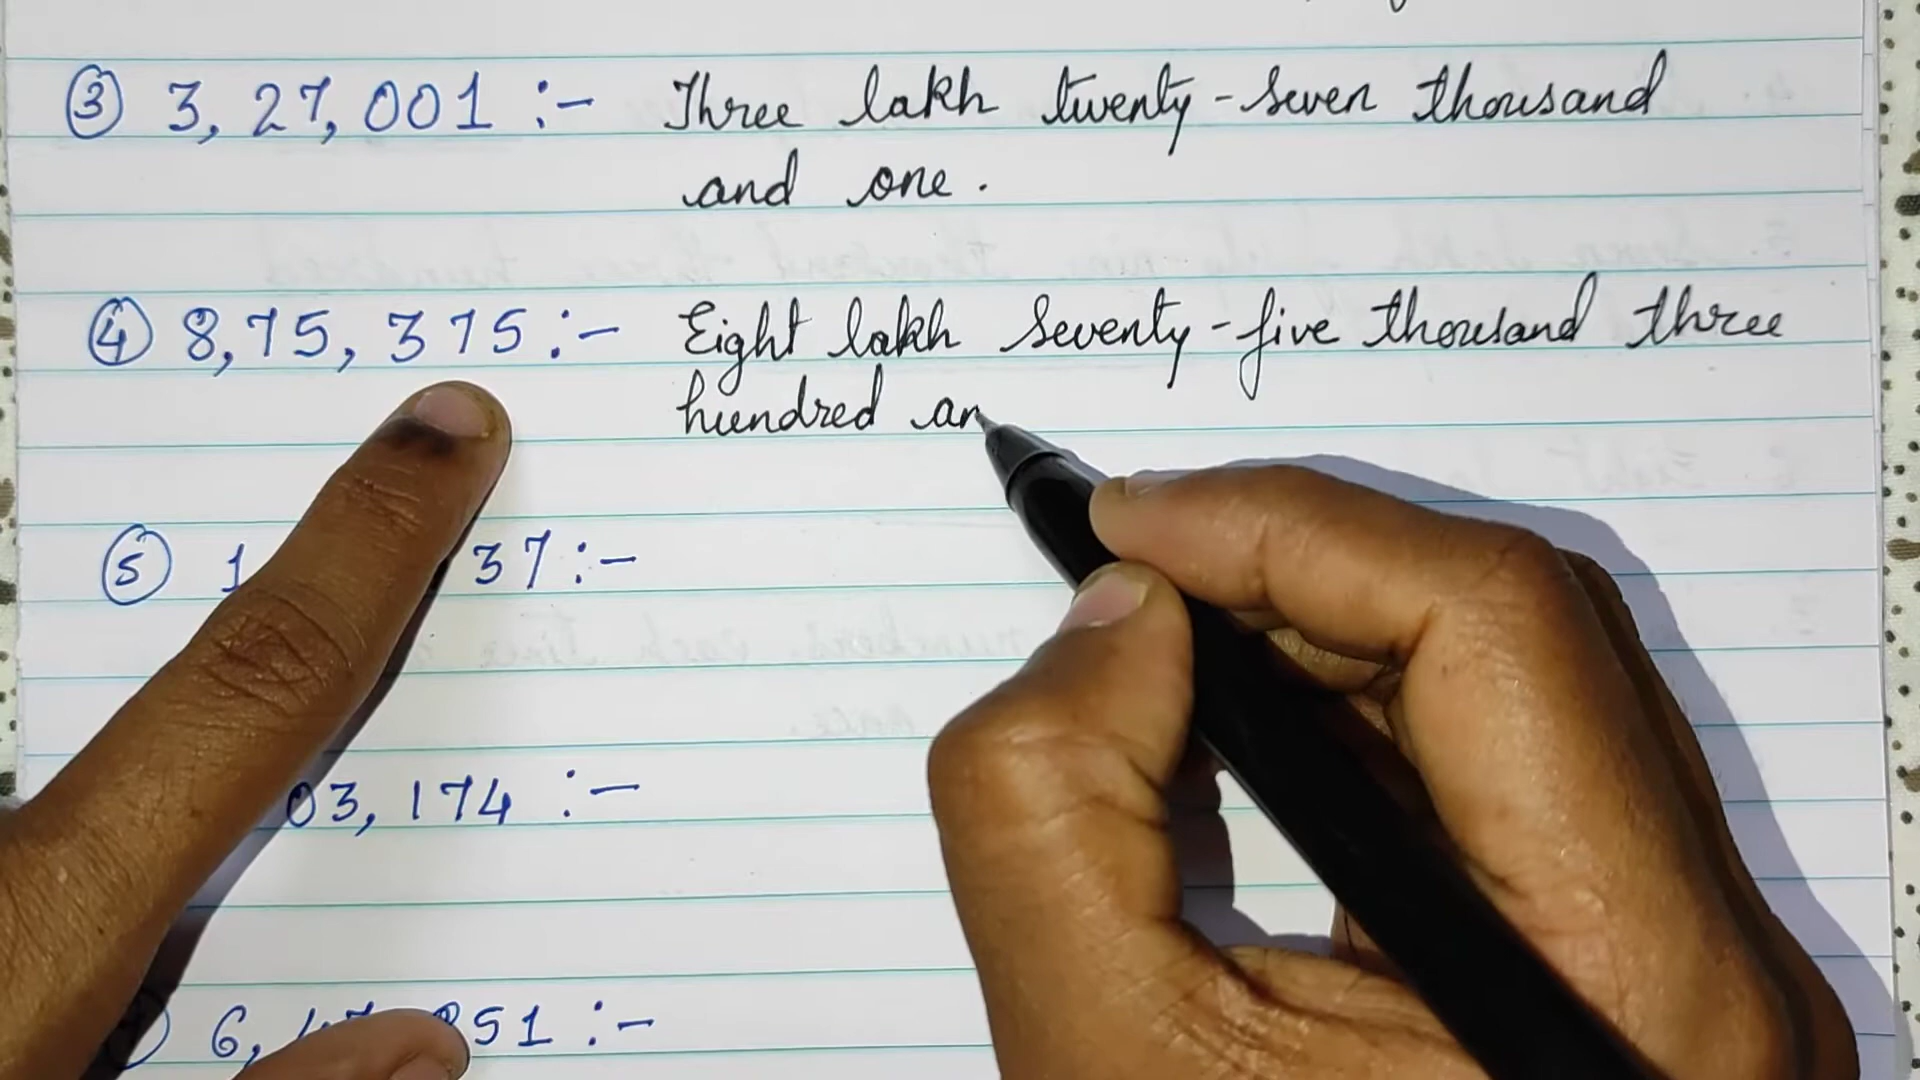 ③ 3, 27, 001 :- Three lakh twenty-seven thousand
and one.
④ 8,75, 375 :- Eight lakh seventy-five thousand three
hundred an
⑤ 1 37 :-
03, 174 :-
6, 851 :-